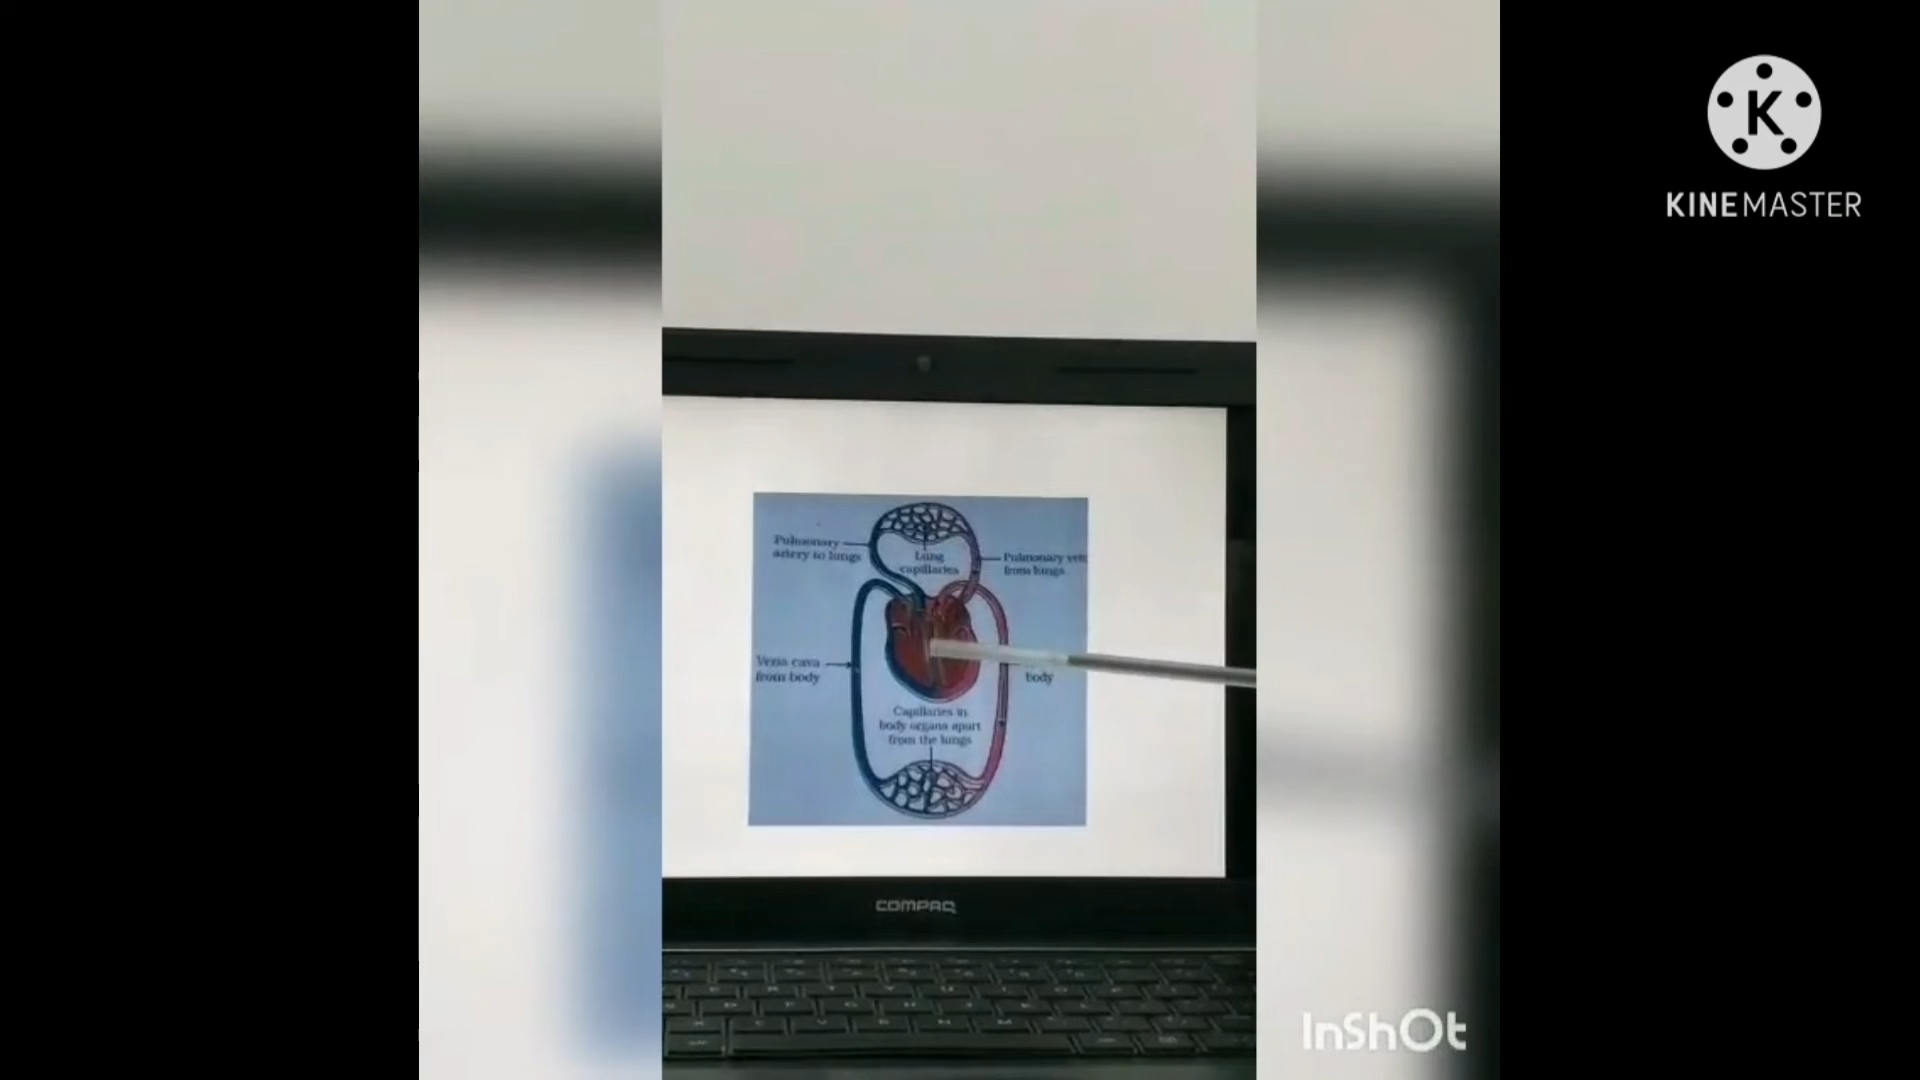 KINEMASTER
Pulmonary
artery to lungs
Lung
capillaries
Pulmonary
from lungs
Vena cava
from body
body
Capillaries in
body organs apart
from the lungs
COMPAQ
InShOt